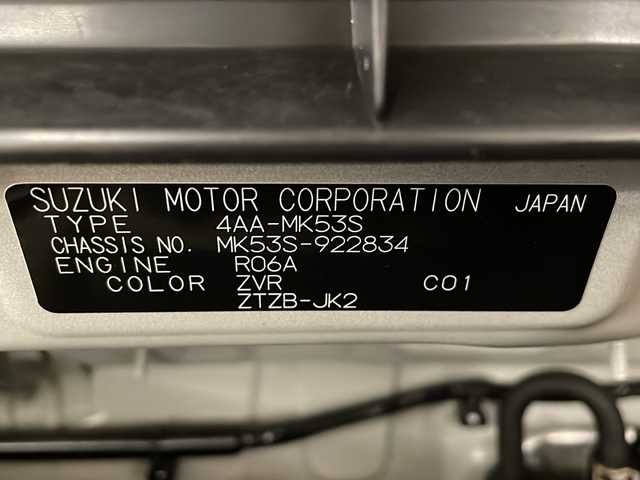 SUZUKI MOTOR CORPORATION JAPAN
TYPE 4AA-MK53S
CHASSIS NO. MK53S-922834
ENGINE R06A
COLOR ZVR C01
ZTZB-JK2